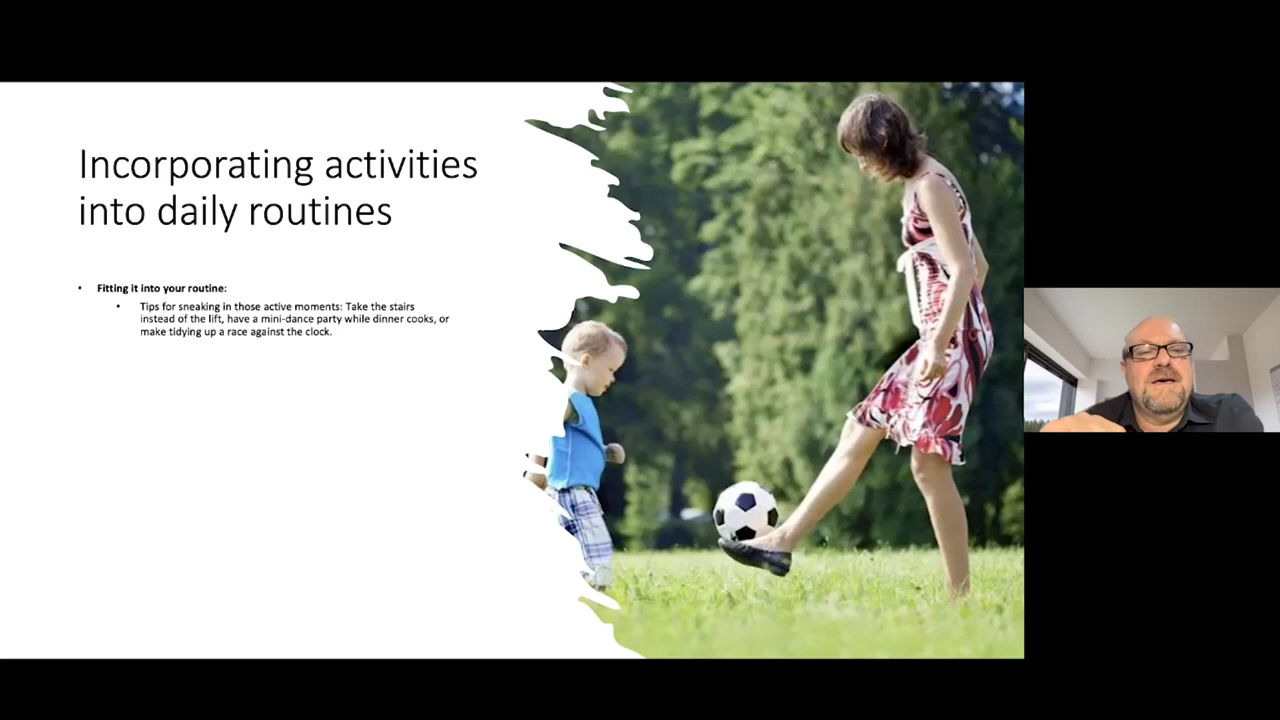 Incorporating activities
into daily routines
• Fitting it into your routine:
• Tips for sneaking in those active moments: Take the stairs
instead of the lift, have a mini-dance party while dinner cooks, or
make tidying up a race against the clock.